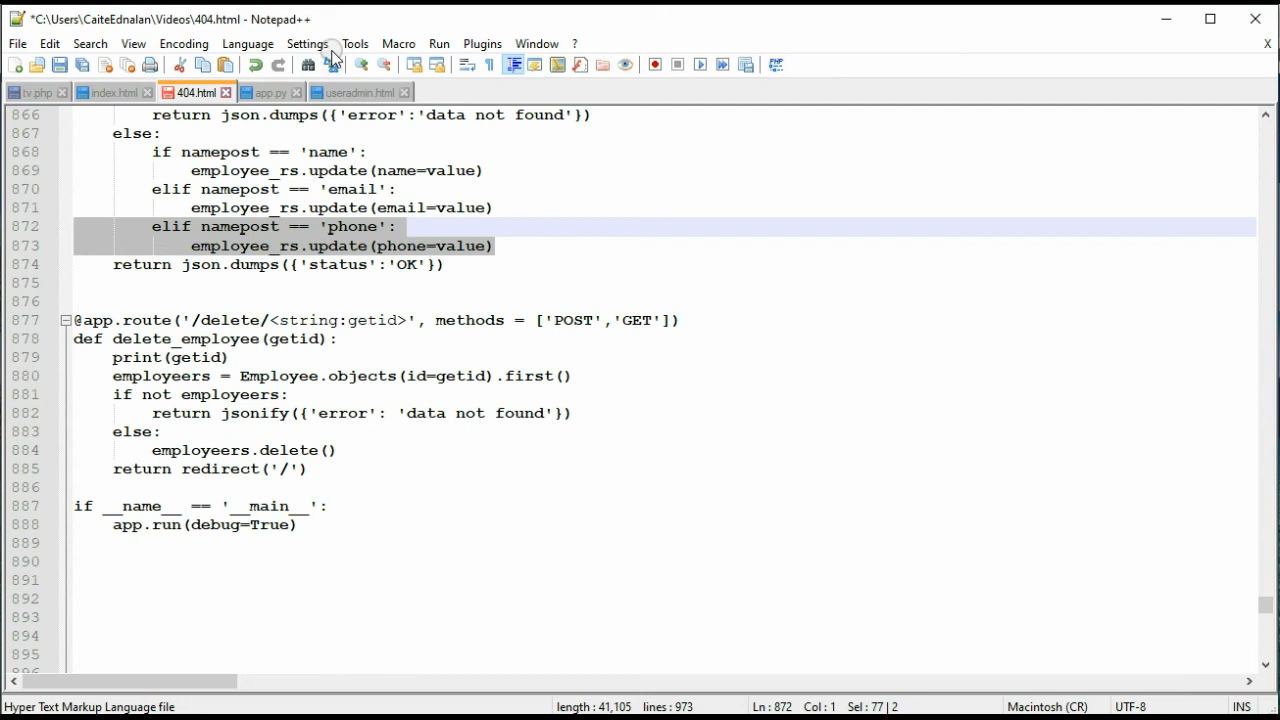 *C:\Users\CaiteEdnalan\Videos\404.html - Notepad++
File Edit Search View Encoding Language Settings Tools Macro Run Plugins Window ? X
tv.php index.html 404.html app.py useradmin.html
866 return json.dumps({'error':'data not found'})
867 else:
868 if namepost == 'name':
869 employee_rs.update(name=value)
870 elif namepost == 'email':
871 employee_rs.update(email=value)
872 elif namepost == 'phone':
873 employee_rs.update(phone=value)
874 return json.dumps({'status':'OK'})
875
876
877 @app.route('/delete/<string:getid>', methods = ['POST','GET'])
878 def delete_employee(getid):
879 print(getid)
880 employeers = Employee.objects(id=getid).first()
881 if not employeers:
882 return jsonify({'error': 'data not found'})
883 else:
884 employeers.delete()
885 return redirect('/')
886
887 if __name__ == '__main__':
888 app.run(debug=True)
889
890
891
892
893
894
895
Hyper Text Markup Language file length : 41,105 lines : 973 Ln : 872 Col : 1 Sel : 77 | 2 Macintosh (CR) UTF-8 INS